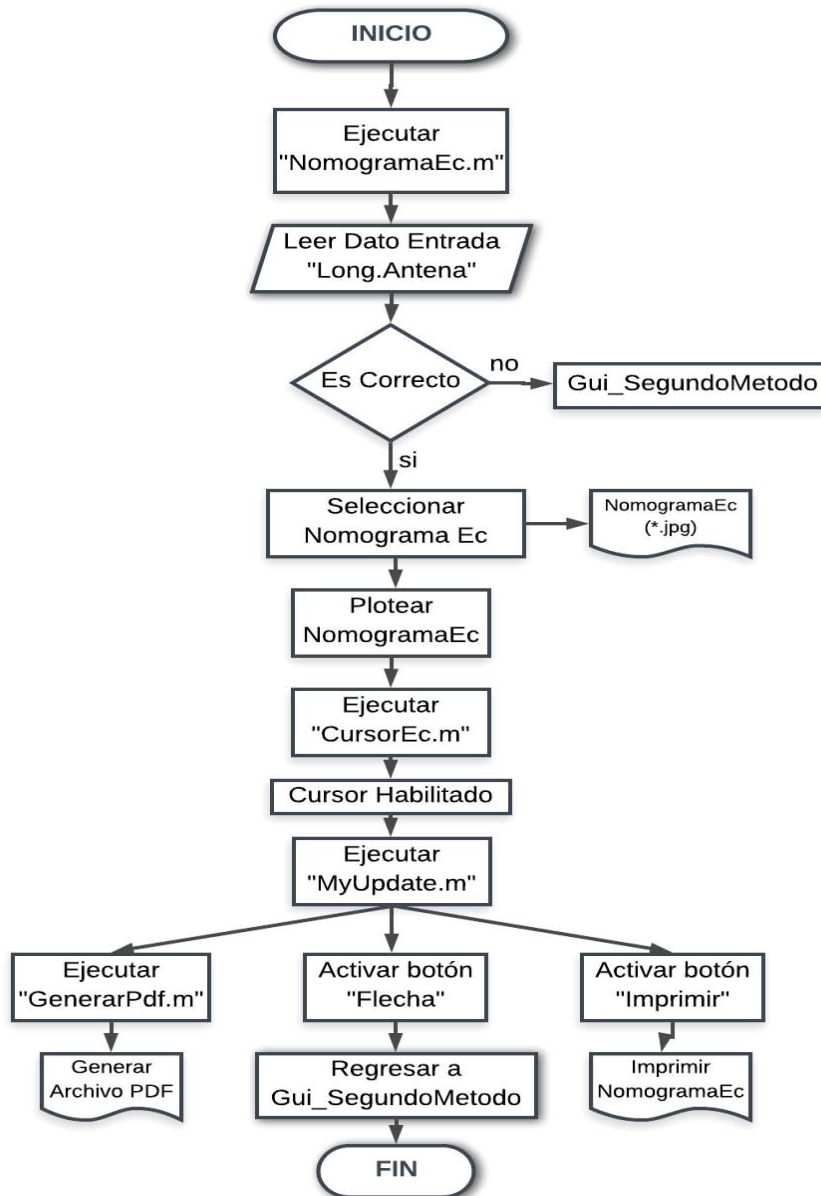 INICIO
Ejecutar
"NomogramaEc.m"
Leer Dato Entrada
"Long.Antena"
Es Correcto
no
Gui_SegundoMetodo
si
Seleccionar
Nomograma Ec
NomogramaEc
(*.jpg)
Plotear
NomogramaEc
Ejecutar
"CursorEc.m"
Cursor Habilitado
Ejecutar
"MyUpdate.m"
Ejecutar
"GenerarPdf.m"
Activar botón
"Flecha"
Activar botón
"Imprimir"
Generar
Archivo PDF
Regresar a
Gui_SegundoMetodo
Imprimir
NomogramaEc
FIN